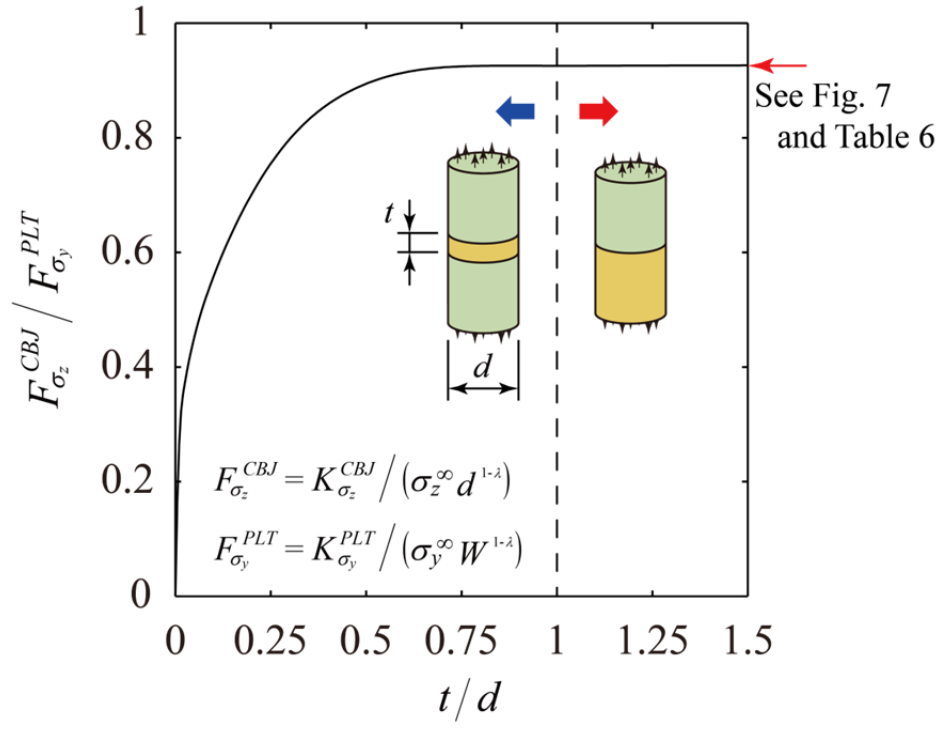 1
0.8
0.6
0.4
0.2
0
F_{σ_z}^{CBJ} / F_{σ_y}^{PLT}
See Fig. 7
and Table 6
t
d
F_{σ_z}^{CBJ} = K_{σ_z}^{CBJ} / (σ_z^∞ d^{1-λ})
F_{σ_y}^{PLT} = K_{σ_y}^{PLT} / (σ_y^∞ W^{1-λ})
0 0.25 0.5 0.75 1 1.25 1.5
t/d